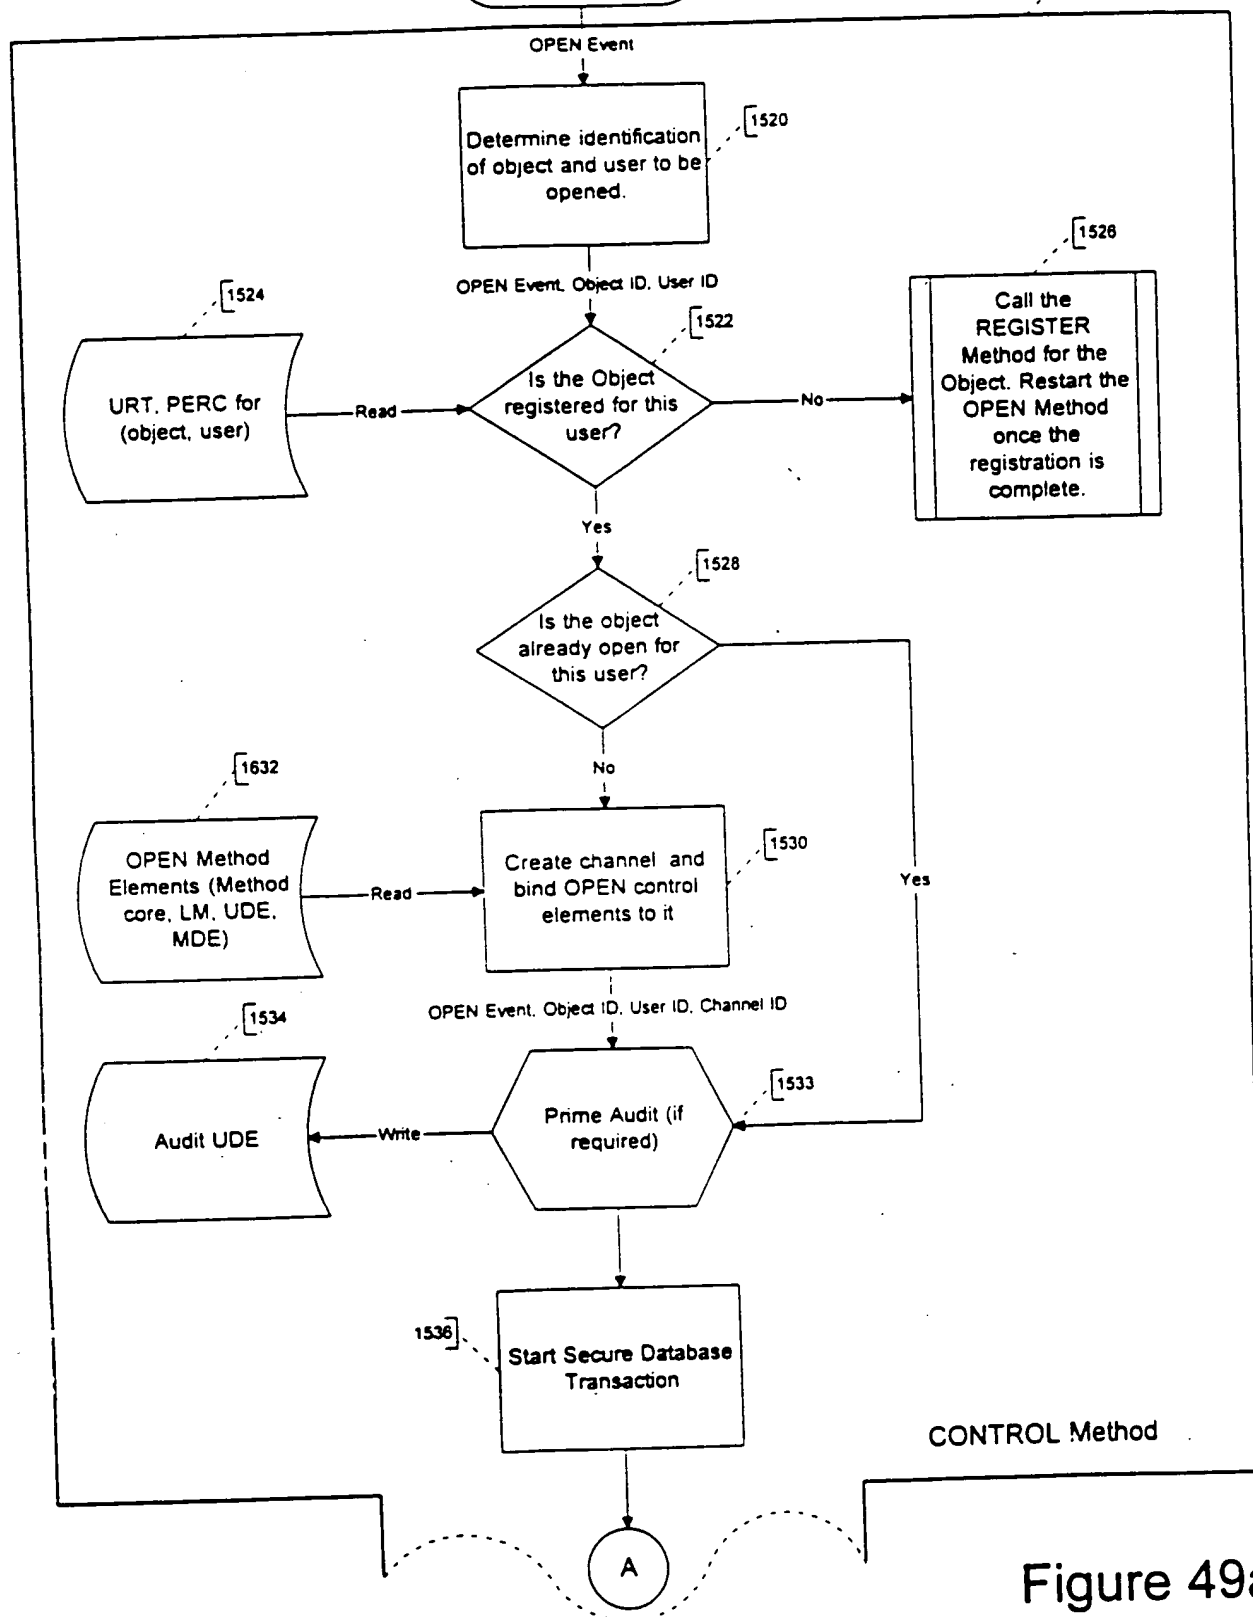 OPEN Event
Determine identification
of object and user to be
opened.
1520
OPEN Event, Object ID, User ID
1526
Call the
REGISTER
Method for the
Object. Restart the
OPEN Method
once the
registration is
complete.
1524
URT, PERC for
(object, user)
Read
1522
Is the Object
registered for this
user?
No
Yes
1528
Is the object
already open for
this user?
No
Yes
1632
OPEN Method
Elements (Method
core, LM, UDE,
MDE)
Read
1530
Create channel and
bind OPEN control
elements to it
OPEN Event, Object ID, User ID, Channel ID
1534
Audit UDE
Write
1533
Prime Audit (if
required)
1536
Start Secure Database
Transaction
CONTROL Method
A
Figure 49a